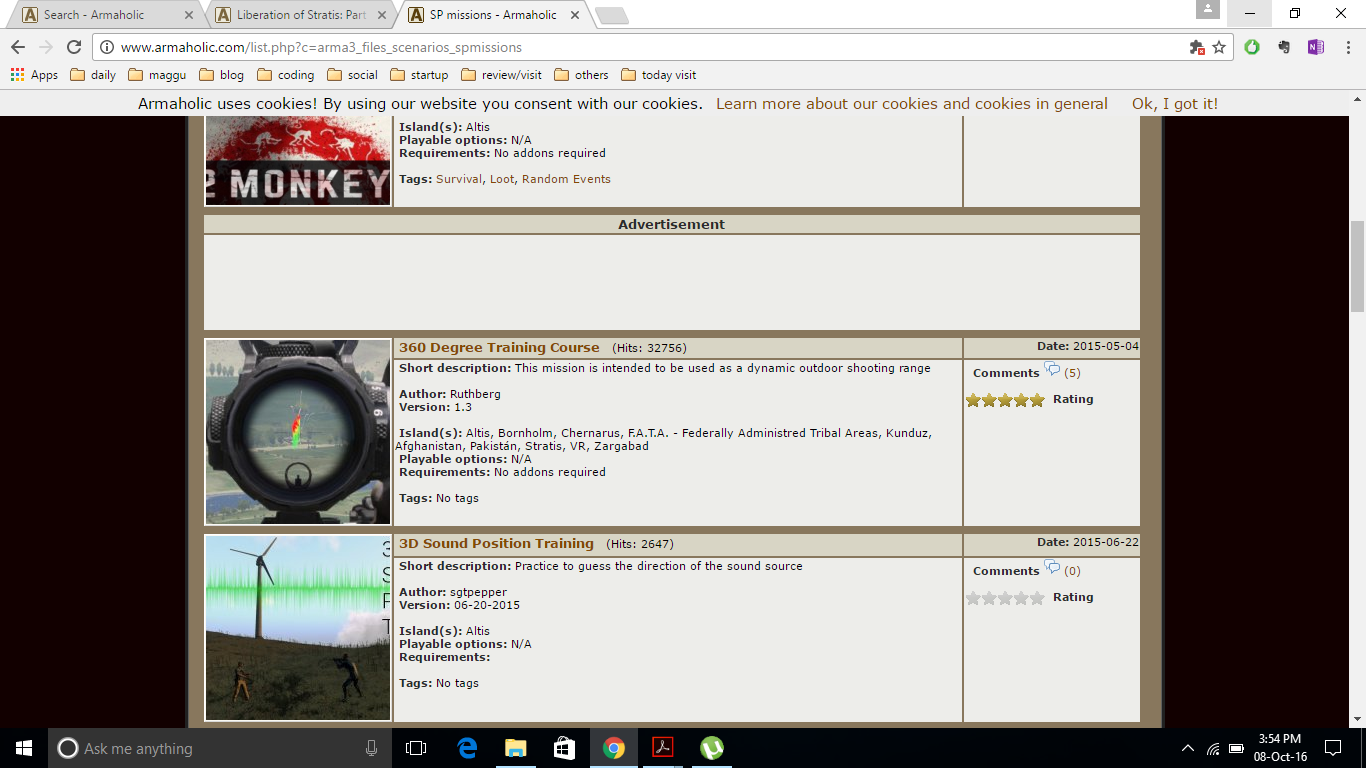 Search - Armaholic
Liberation of Stratis: Part
SP missions - Armaholic
www.armaholic.com/list.php?c=arma3_files_scenarios_spmissions
Apps daily maggu blog coding social startup review/visit others today visit
Armaholic uses cookies! By using our website you consent with our cookies. Learn more about our cookies and cookies in general Ok, I got it!
2 MONKEY
Island(s): Altis
Playable options: N/A
Requirements: No addons required
Tags: Survival, Loot, Random Events
Advertisement
360 Degree Training Course (Hits: 32756)
Date: 2015-05-04
Short description: This mission is intended to be used as a dynamic outdoor shooting range
Comments (5)
Author: Ruthberg
Rating
Version: 1.3
Island(s): Altis, Bornholm, Chernarus, F.A.T.A. - Federally Administred Tribal Areas, Kunduz,
Afghanistan, Pakistán, Stratis, VR, Zargabad
Playable options: N/A
Requirements: No addons required
Tags: No tags
3D Sound Position Training (Hits: 2647)
Date: 2015-06-22
Short description: Practice to guess the direction of the sound source
Comments (0)
Author: sgtpepper
Rating
Version: 06-20-2015
Island(s): Altis
Playable options: N/A
Requirements:
Tags: No tags
Ask me anything
3:54 PM
08-Oct-16